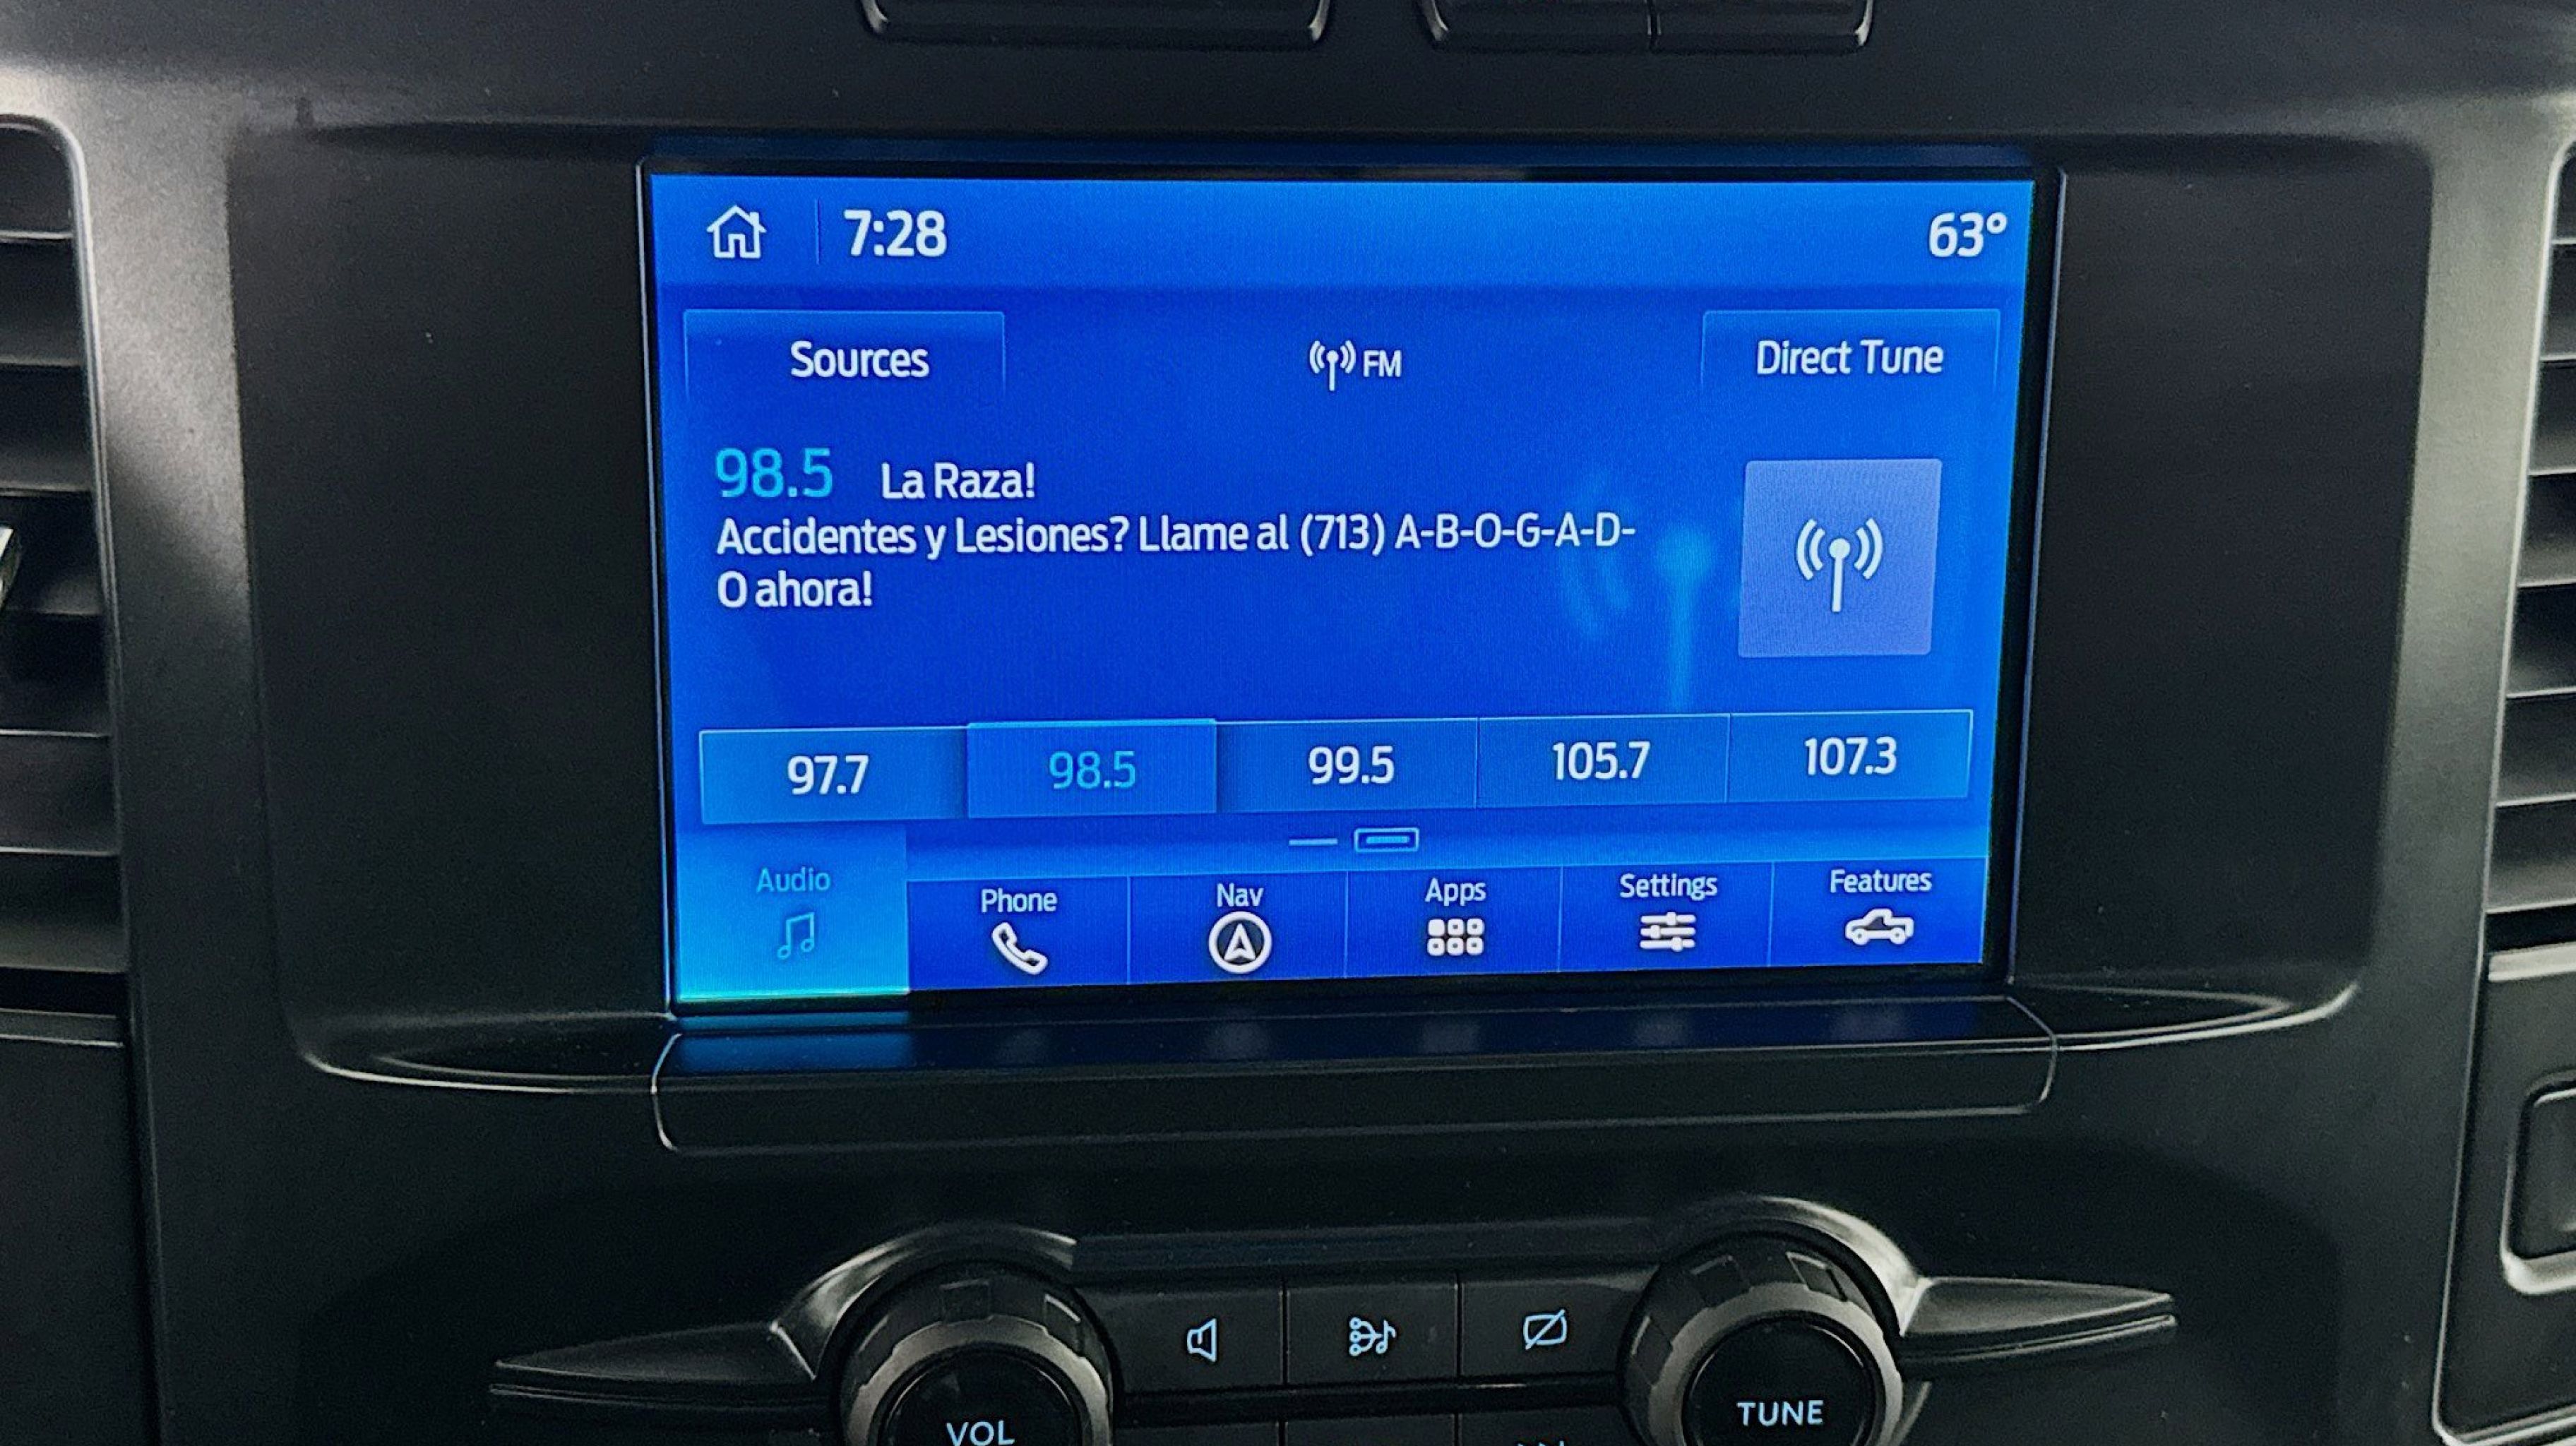 7:28
63°
Sources
FM
Direct Tune
98.5 La Raza!
Accidentes y Lesiones? Llame al (713) A-B-O-G-A-D-
O ahora!
97.7 98.5 99.5 105.7 107.3
Audio Phone Nav Apps Settings Features
VOL
TUNE